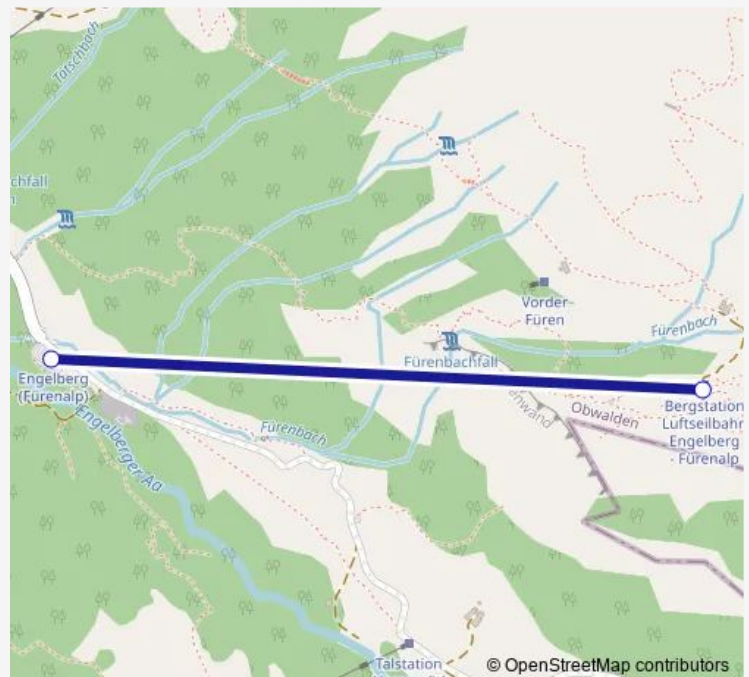 Tätschbach
chfall
Vorder-
Füren
Fürenbach
Fürenbachfall
Engelberg
(Fürenalp)
Bergstation
Luftseilbahn
Engelberg
- Fürenalp
Obwalden
nwand
Fürenbach
Engelberger Aa
Talstation
© OpenStreetMap contributors